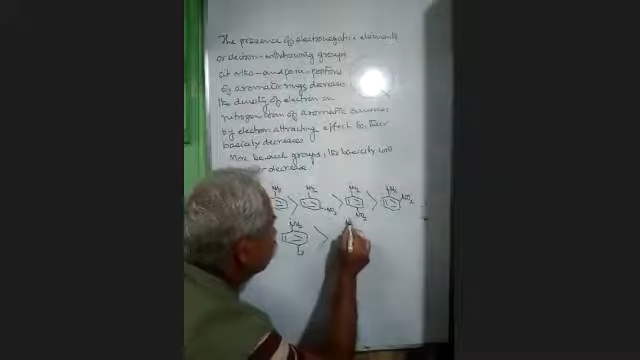 The presence of electronegative elements
or electron-withdrawing groups
at ortho- and para-positions
of aromatic rings decrease
the density of electron on
nitrogen atom of aromatic amines
by electron attracting effect so, their
basicity decreases
More be such groups, the basicity will
decrease
NH2 > NH2 > NH2 > NH2
NO2 NO2 NO2
NH2 >